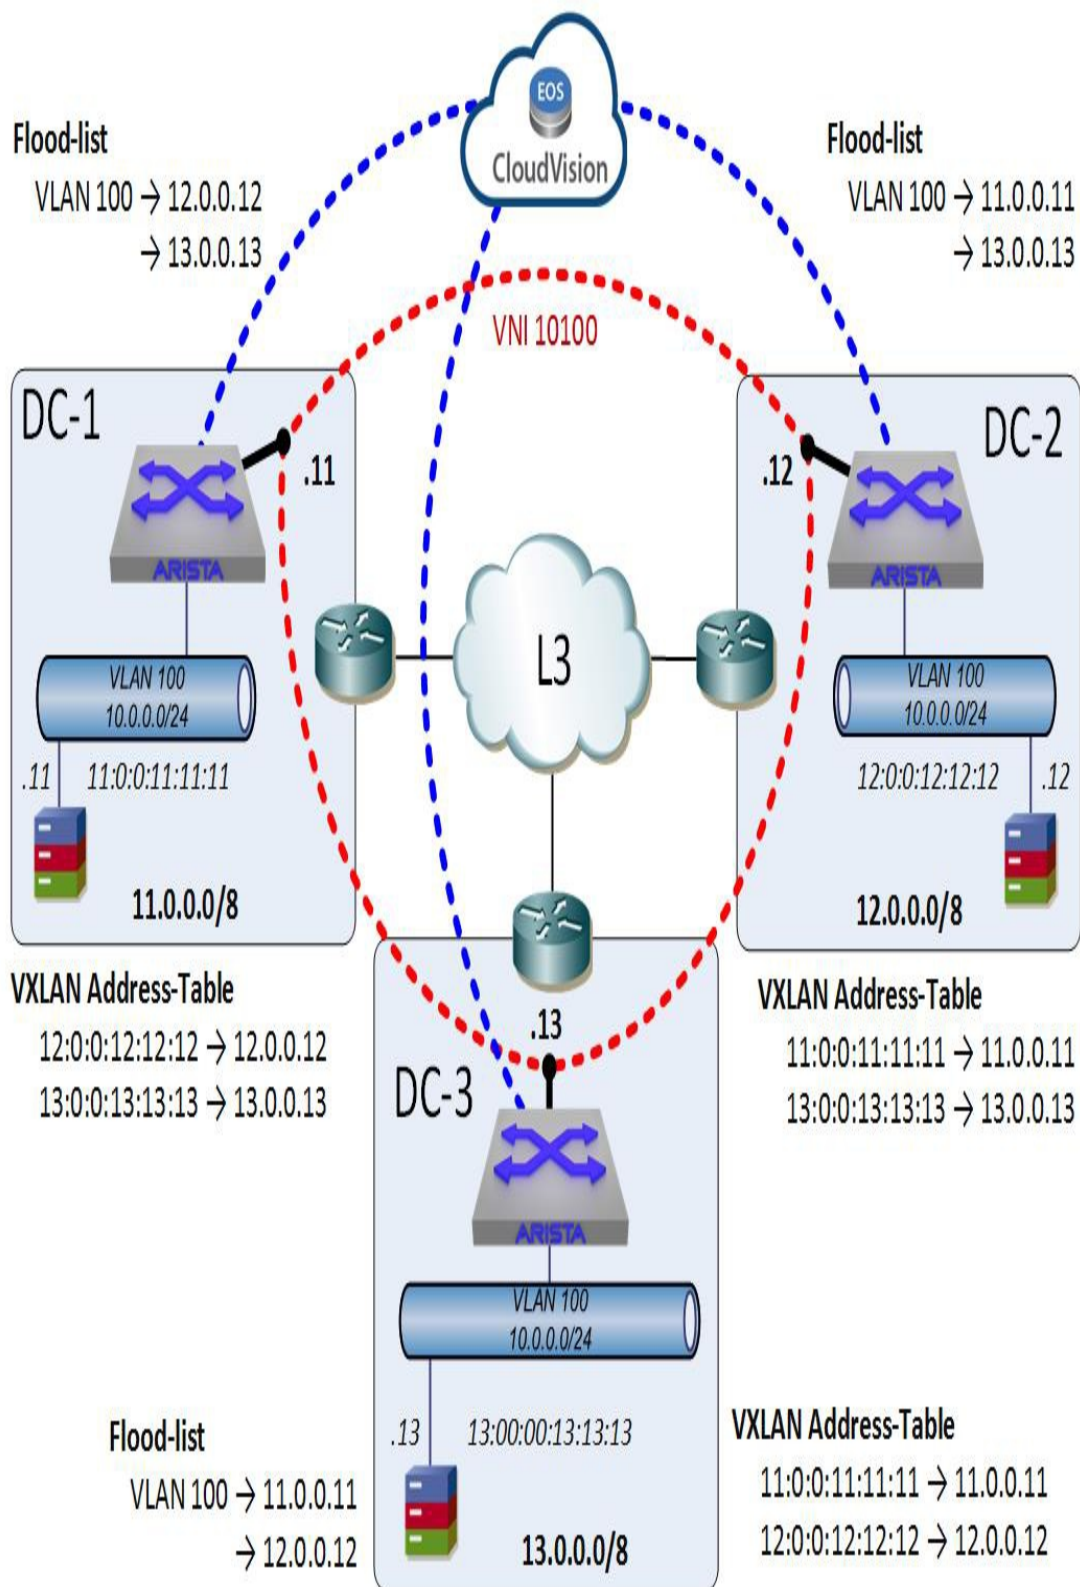 EOS
CloudVision
Flood-list
VLAN 100 → 12.0.0.12
→ 13.0.0.13
Flood-list
VLAN 100 → 11.0.0.11
→ 13.0.0.13
VNI 10100
DC-1
.11
ARISTA
VLAN 100
10.0.0.0/24
.11 11:0:0:11:11:11
11.0.0.0/8
DC-2
.12
ARISTA
VLAN 100
10.0.0.0/24
12:0:0:12:12:12 .12
12.0.0.0/8
L3
VXLAN Address-Table
12:0:0:12:12:12 → 12.0.0.12
13:0:0:13:13:13 → 13.0.0.13
VXLAN Address-Table
11:0:0:11:11:11 → 11.0.0.11
13:0:0:13:13:13 → 13.0.0.13
.13
DC-3
ARISTA
VLAN 100
10.0.0.0/24
.13 13:00:00:13:13:13
13.0.0.0/8
Flood-list
VLAN 100 → 11.0.0.11
→ 12.0.0.12
VXLAN Address-Table
11:0:0:11:11:11 → 11.0.0.11
12:0:0:12:12:12 → 12.0.0.12